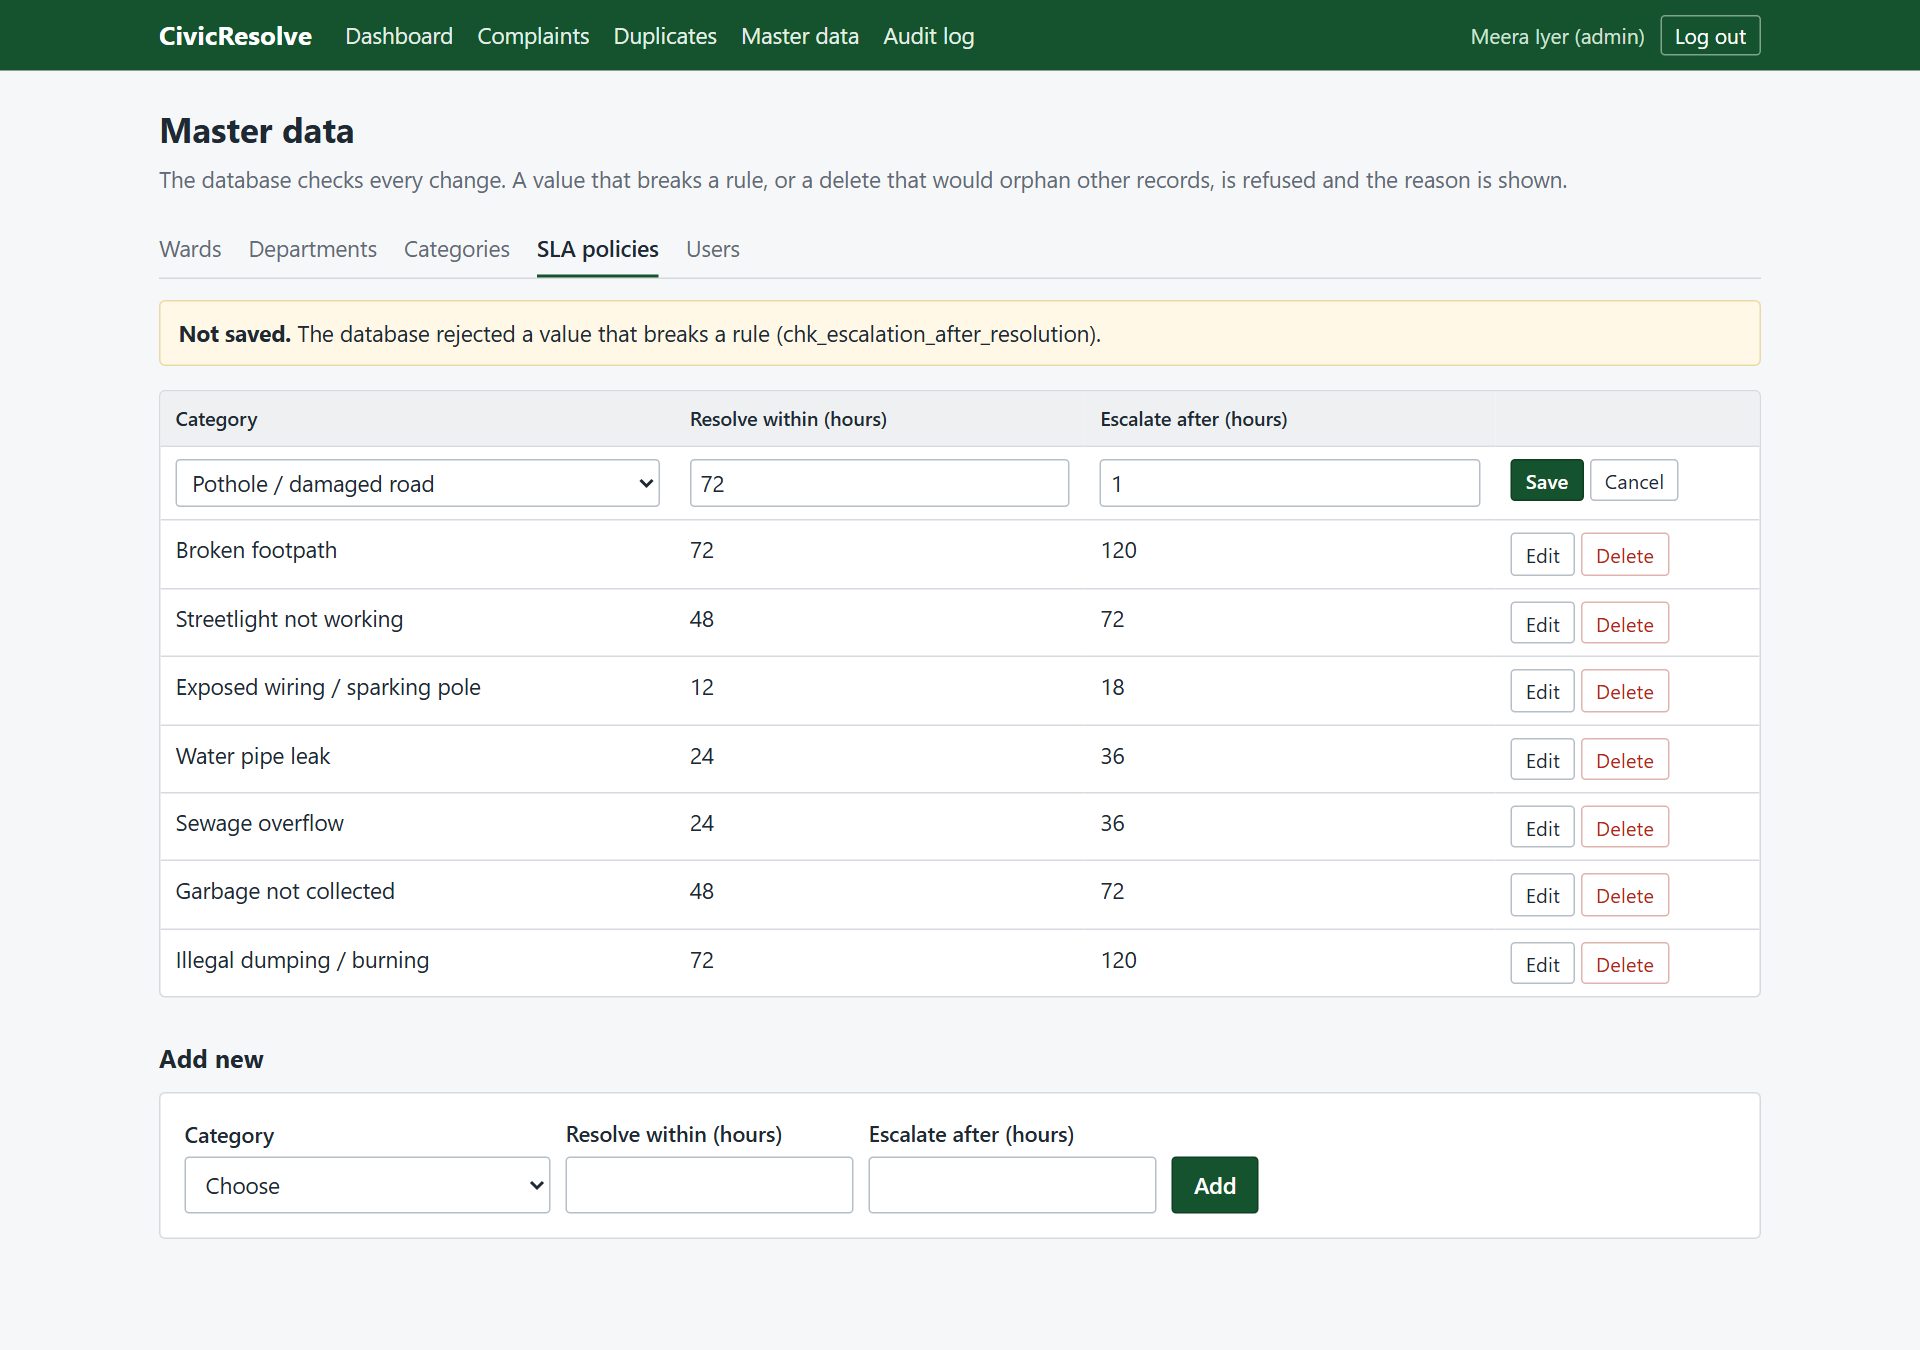 CivicResolve Dashboard Complaints Duplicates Master data Audit log Meera Iyer (admin) Log out
Master data
The database checks every change. A value that breaks a rule, or a delete that would orphan other records, is refused and the reason is shown.
Wards Departments Categories SLA policies Users
Not saved. The database rejected a value that breaks a rule (chk_escalation_after_resolution).
Category Resolve within (hours) Escalate after (hours)
Pothole / damaged road 72 1 Save Cancel
Broken footpath 72 120 Edit Delete
Streetlight not working 48 72 Edit Delete
Exposed wiring / sparking pole 12 18 Edit Delete
Water pipe leak 24 36 Edit Delete
Sewage overflow 24 36 Edit Delete
Garbage not collected 48 72 Edit Delete
Illegal dumping / burning 72 120 Edit Delete
Add new
Category Resolve within (hours) Escalate after (hours)
Choose Add